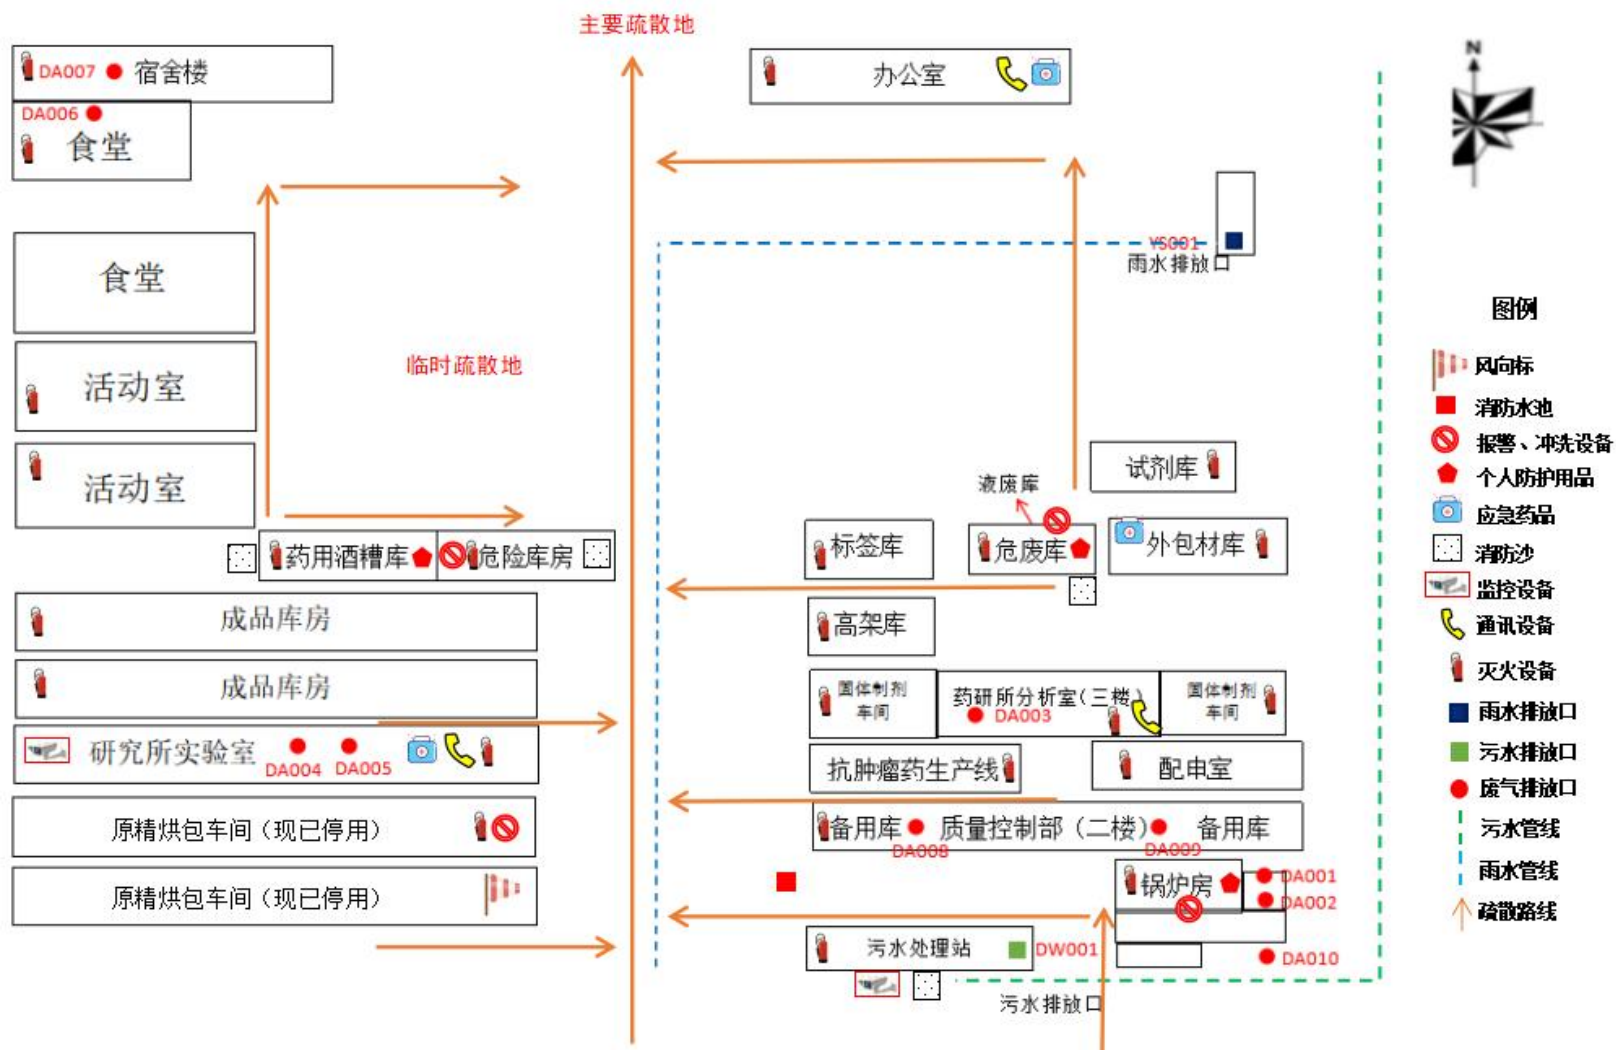 主要疏散地
DA007 宿舍楼
办公室
DA006
食堂
N
YS001
雨水排放口
食堂
临时疏散地
活动室
活动室
试剂库
液废库
药用酒糟库
危险库房
标签库
危废库
外包材库
成品库房
高架库
成品库房
固体制剂
车间
药研所分析室（三楼）
DA003
固体制剂
车间
研究所实验室
DA004
DA005
抗肿瘤药生产线
配电室
原精烘包车间（现已停用）
备用库
质量控制部（二楼）
备用库
DA008
DA009
原精烘包车间（现已停用）
锅炉房
DA001
DA002
污水处理站
DW001
DA010
污水排放口
图例
风向标
消防水池
报警、冲洗设备
个人防护用品
应急药品
消防沙
监控设备
通讯设备
灭火设备
雨水排放口
污水排放口
废气排放口
污水管线
雨水管线
疏散路线